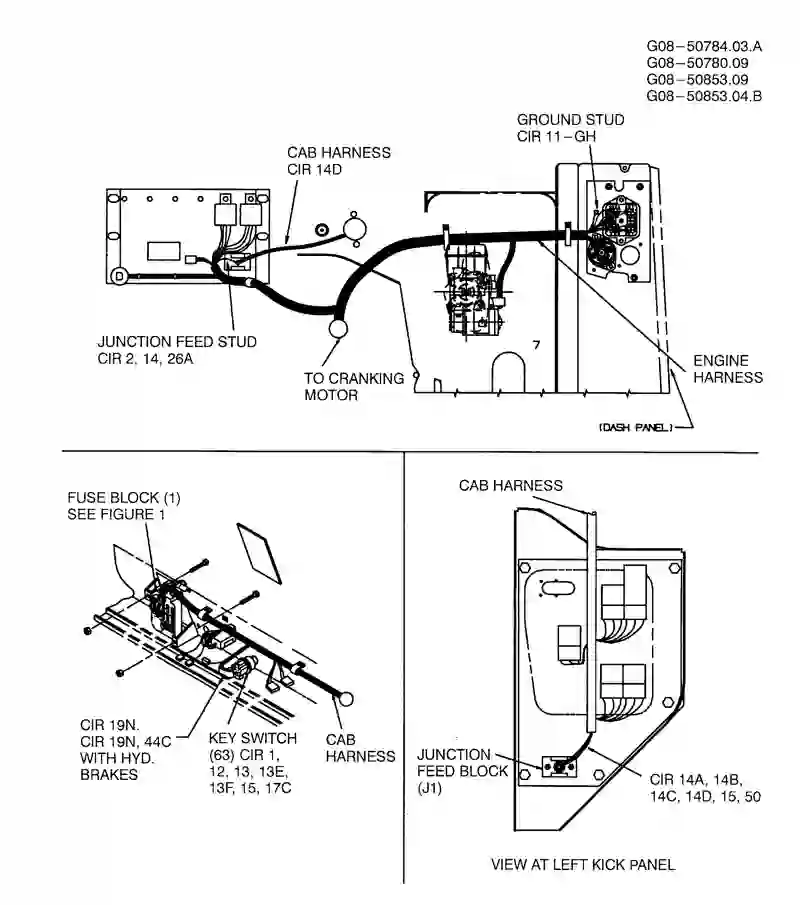 G08-50784.03.A
G08-50780.09
G08-50853.09
G08-50853.04.B
GROUND STUD
CIR 11-GH
CAB HARNESS
CIR 14D
JUNCTION FEED STUD
CIR 2, 14, 26A
TO CRANKING
MOTOR
7
ENGINE
HARNESS
(DASH PANEL)
FUSE BLOCK (1)
SEE FIGURE 1
CIR 19N.
CIR 19N, 44C
WITH HYD.
BRAKES
KEY SWITCH
(63) CIR 1,
12, 13, 13E,
13F, 15, 17C
CAB
HARNESS
CAB HARNESS
JUNCTION
FEED BLOCK
(J1)
CIR 14A, 14B,
14C, 14D, 15, 50
VIEW AT LEFT KICK PANEL